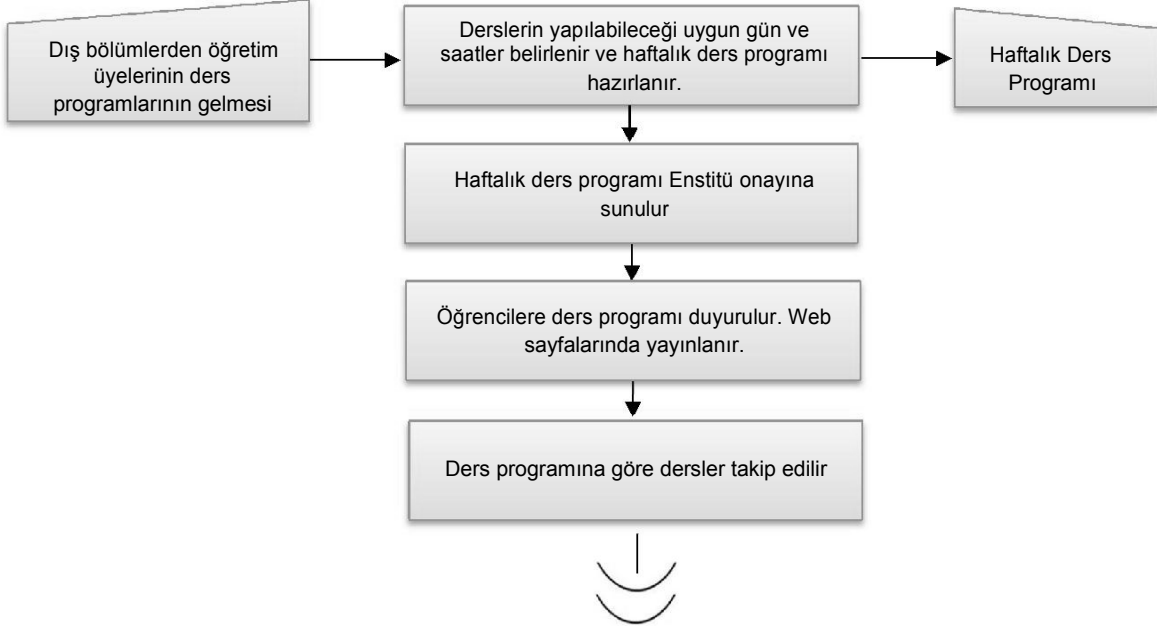 Dış bölümlerden öğretim
üyelerinin ders
programlarının gelmesi
Derslerin yapılabileceği uygun gün ve
saatler belirlenir ve haftalık ders programı
hazırlanır.
Haftalık Ders
Programı
Haftalık ders programı Enstitü onayına
sunulur
Öğrencilere ders programı duyurulur. Web
sayfalarında yayınlanır.
Ders programına göre dersler takip edilir